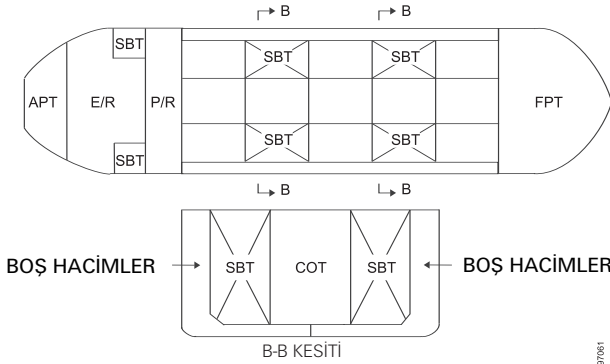 B B
SBT SBT SBT
APT E/R P/R FPT
SBT SBT SBT
B B
BOŞ HACİMLER SBT COT SBT BOŞ HACİMLER
B-B KESİTİ
97061